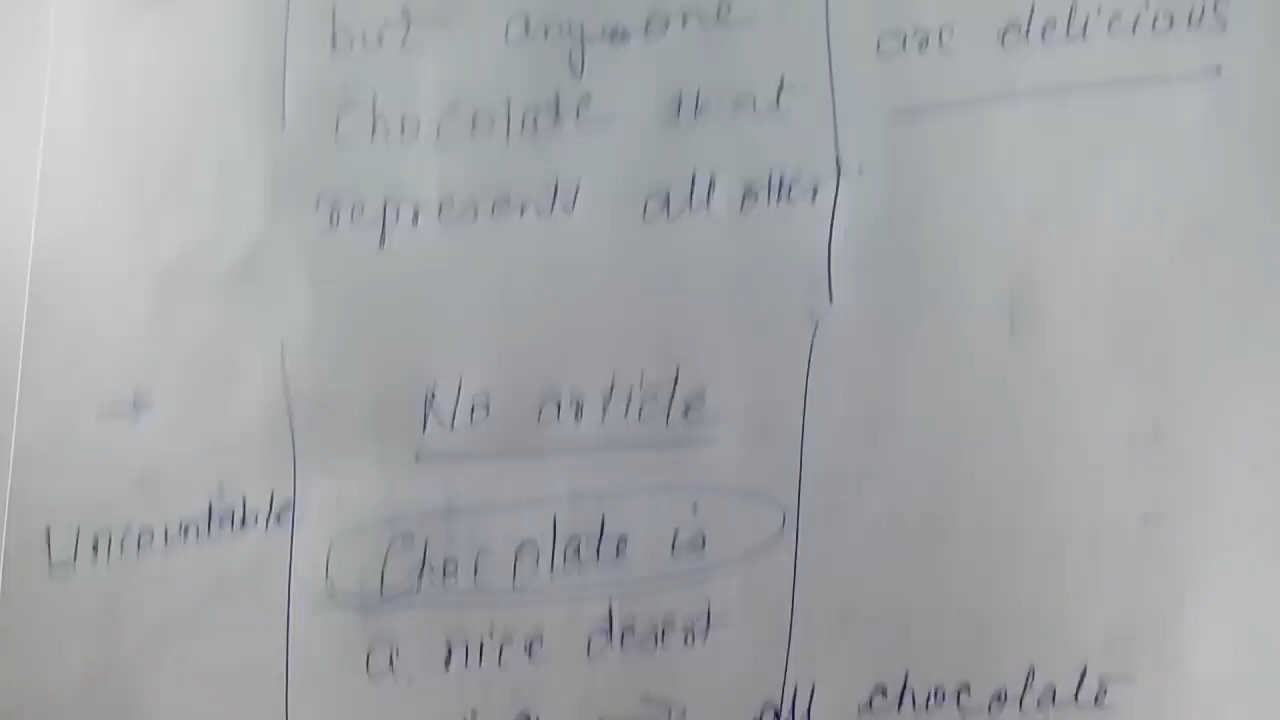 but anyone
chocolate that
represents all other
are delicious
No article
Uncountable
Chocolate is
a nice desert
all chocolate